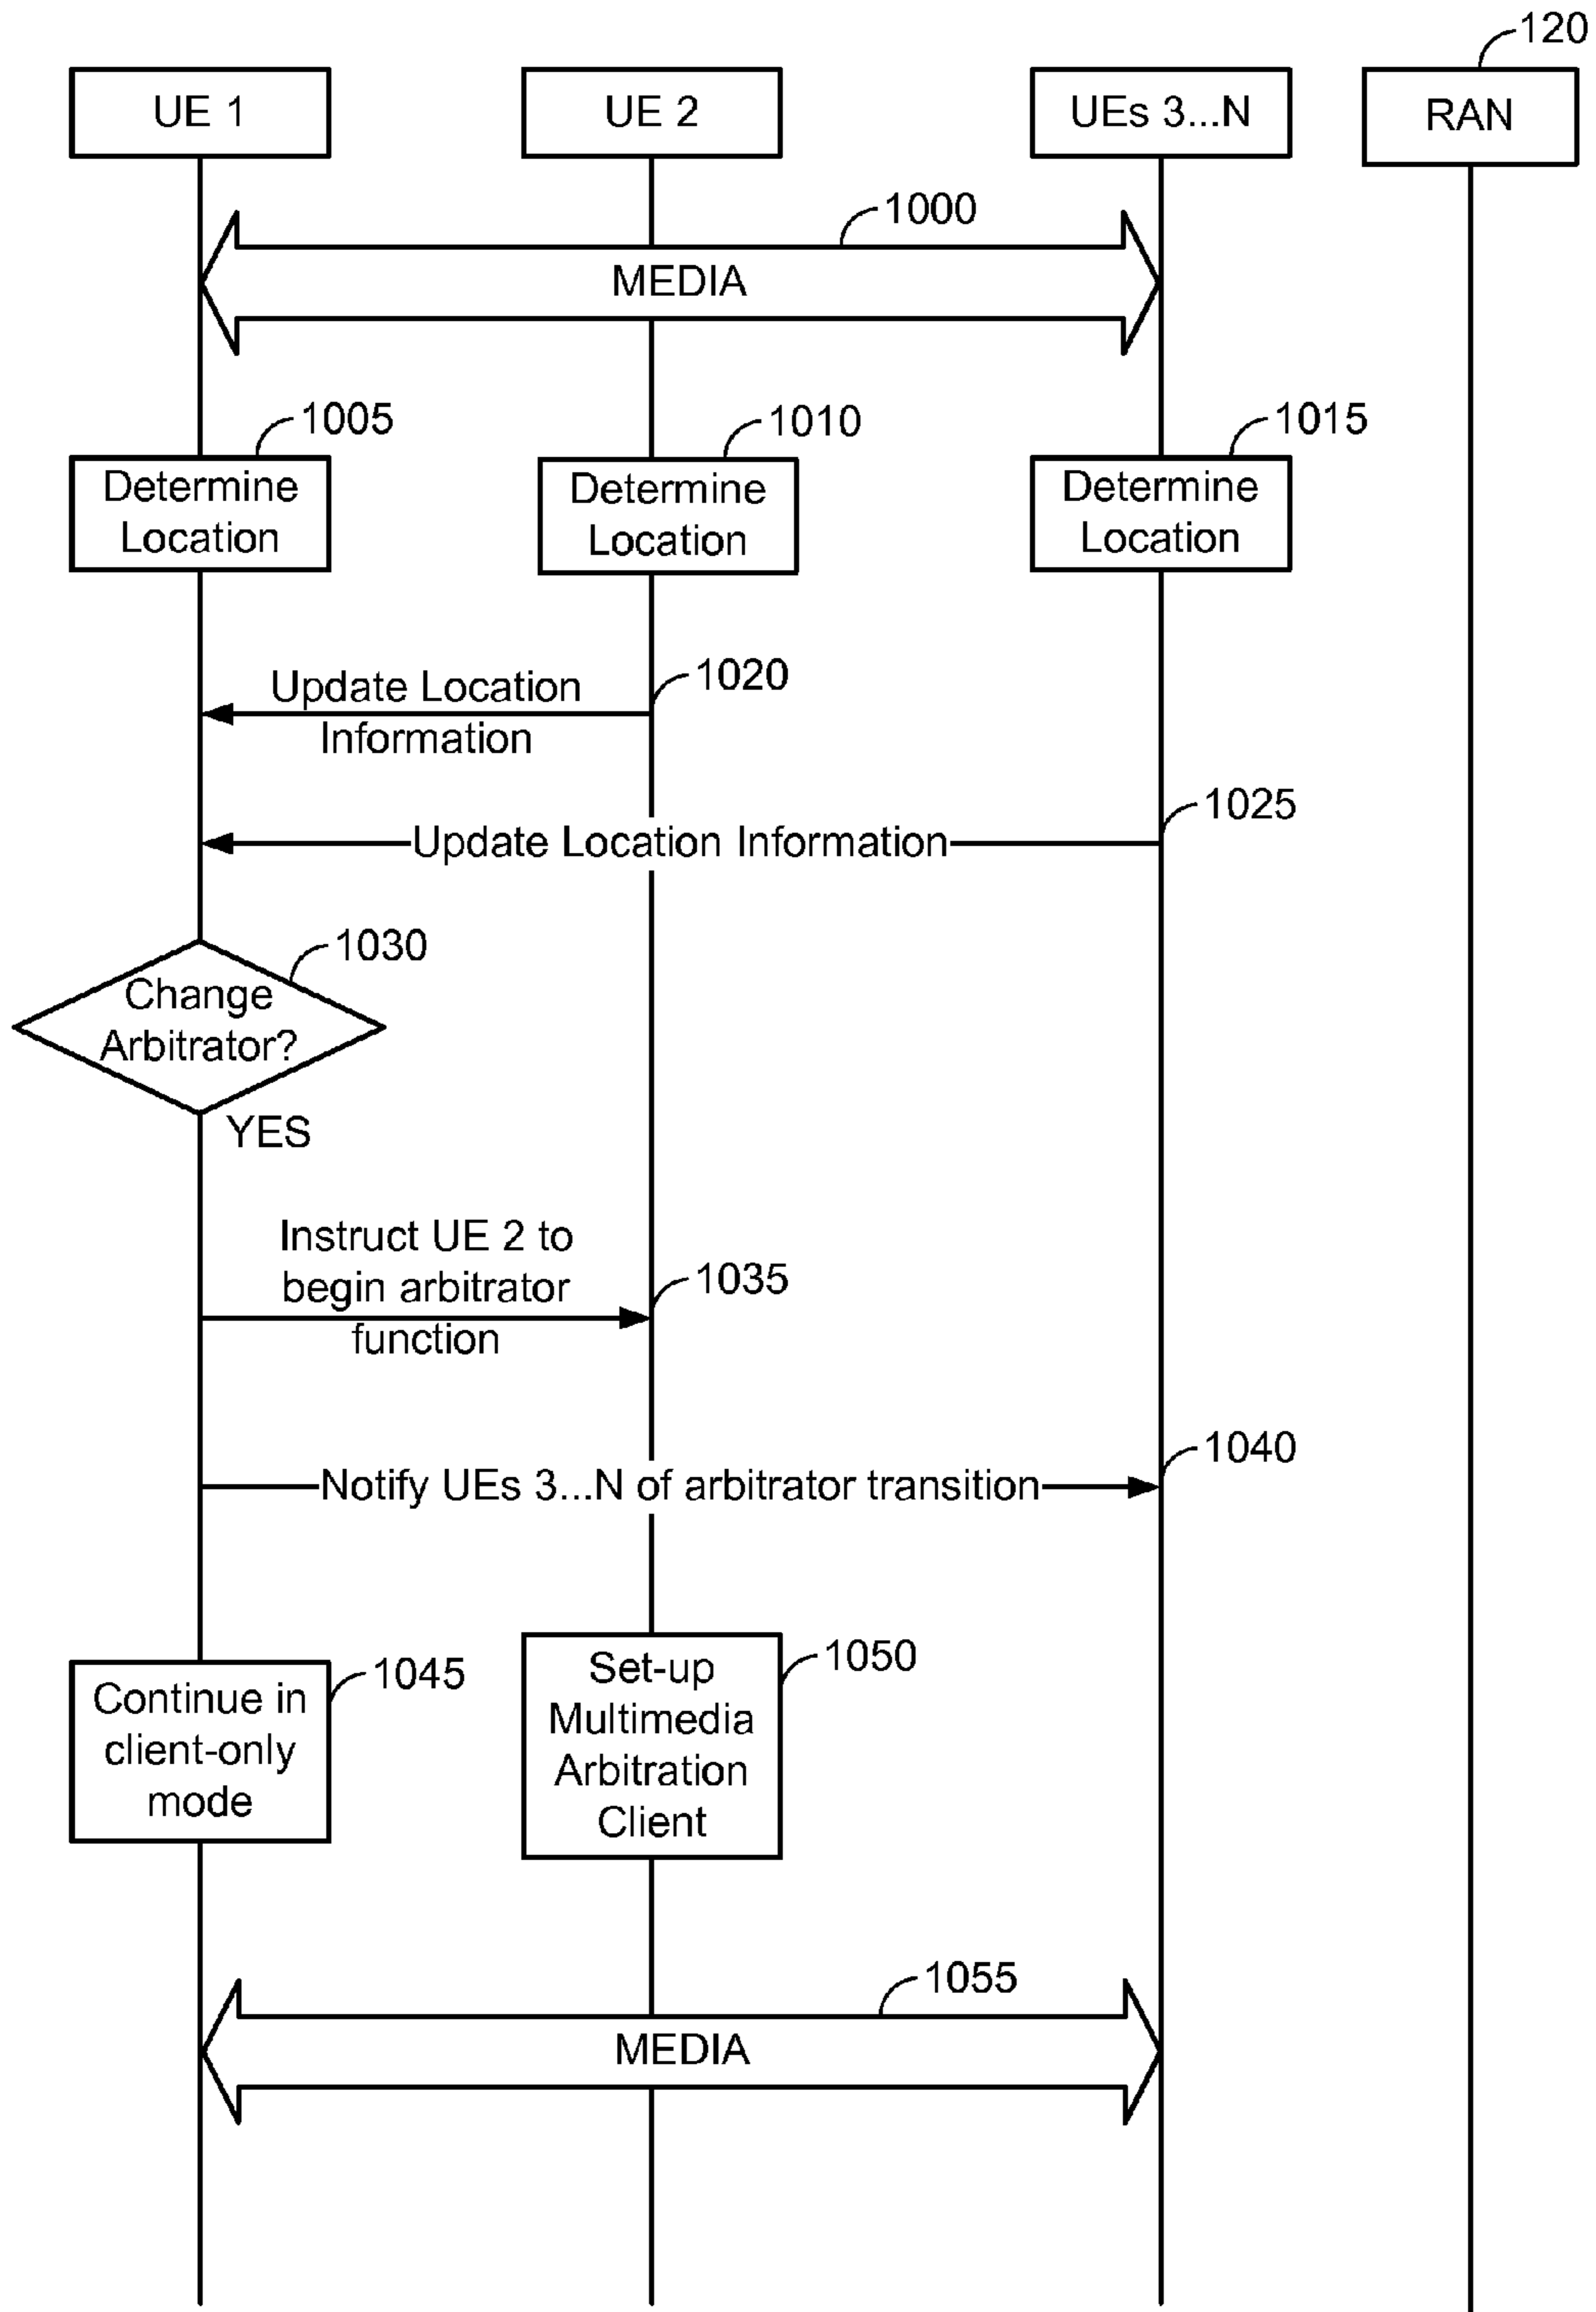 120
UE 1
UE 2
UEs 3...N
RAN
1000
MEDIA
1005
1010
1015
Determine
Location
Determine
Location
Determine
Location
1020
Update Location
Information
1025
Update Location Information
1030
Change
Arbitrator?
YES
Instruct UE 2 to
begin arbitrator
function
1035
1040
Notify UEs 3...N of arbitrator transition
1045
Continue in
client-only
mode
1050
Set-up
Multimedia
Arbitration
Client
1055
MEDIA